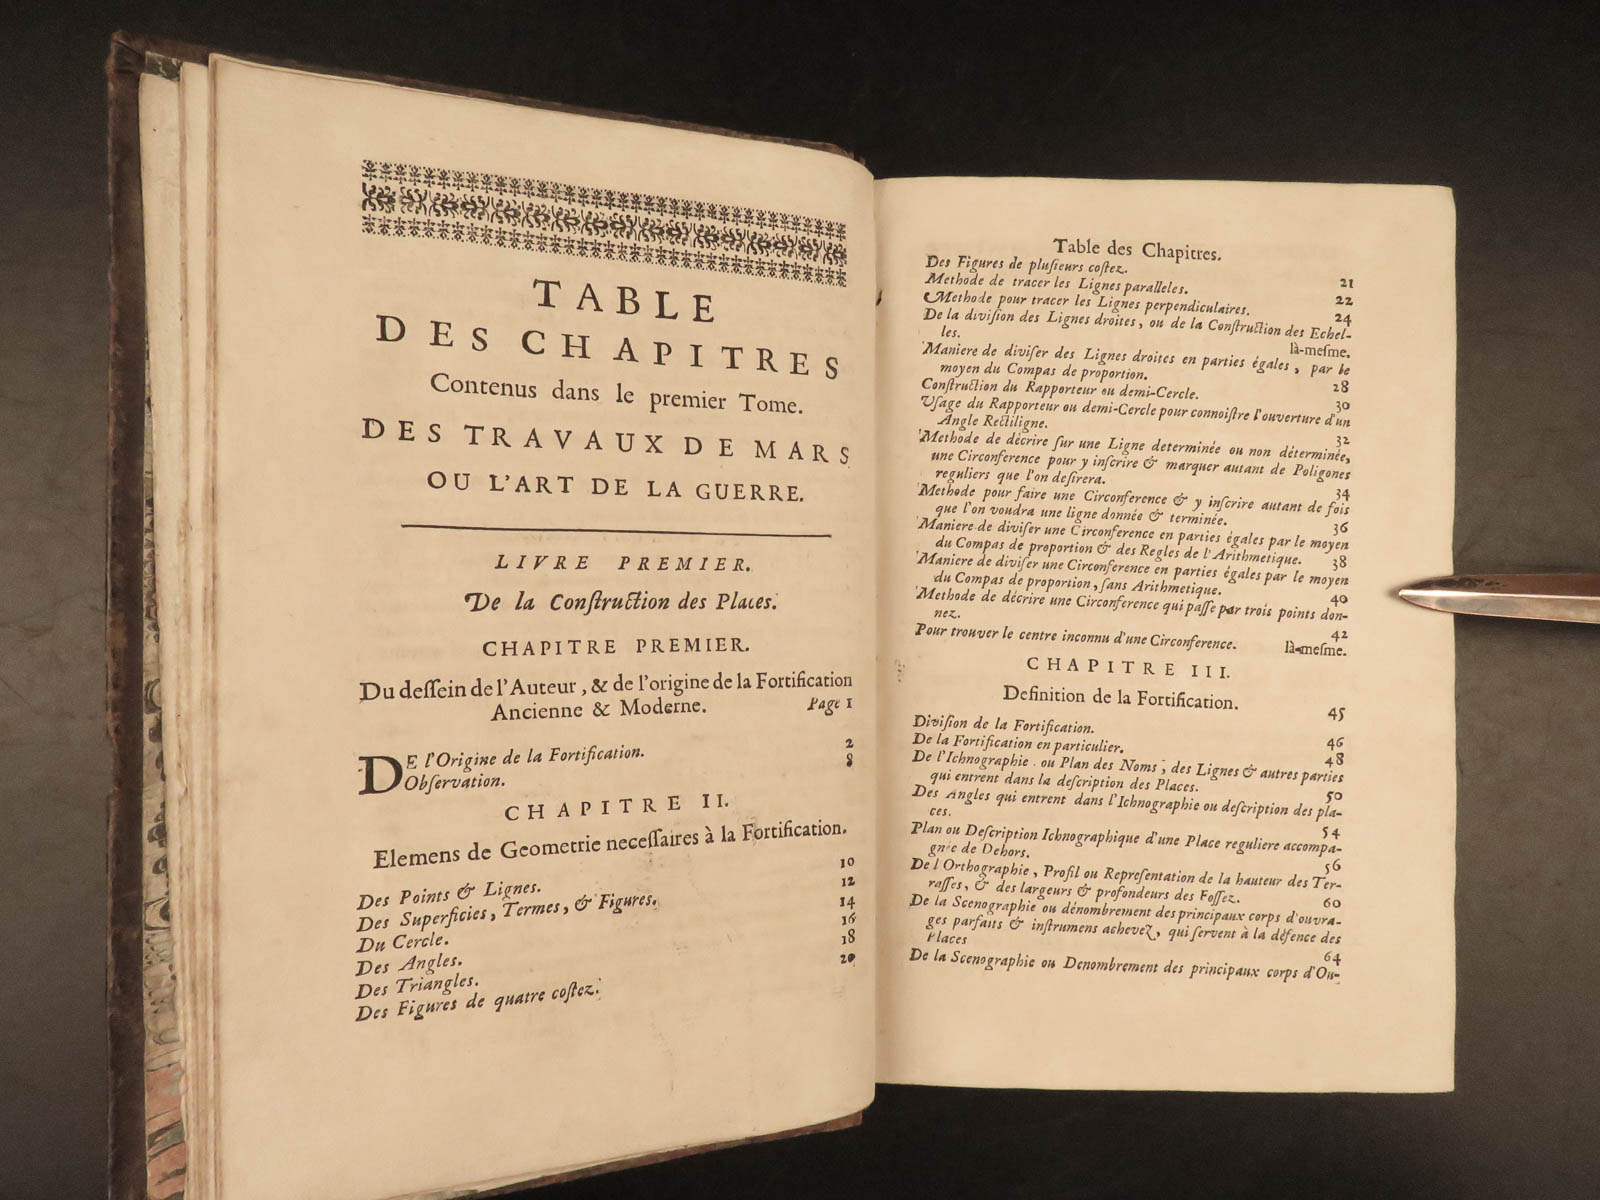 TABLE
DES CHAPITRES
Contenus dans le premier Tome.
DES TRAVAUX DE MARS
OU L'ART DE LA GUERRE.
LIVRE PREMIER.
De la Conſtruction des Places.
CHAPITRE PREMIER.
Du deſſein de l'Auteur, & de l'origine de la Fortification
Ancienne & Moderne. Page 1
DE l'Origine de la Fortification. 2
Obſervation. 8
CHAPITRE II.
Elemens de Geometrie neceſſaires à la Fortification.
Des Points & Lignes. 10
Des Superficies, Termes, & Figures. 12
Du Cercle. 14
Des Angles. 16
Des Triangles. 18
Des Figures de quatre coſtez. 20
Table des Chapitres.
Des Figures de pluſieurs coſtez. 21
Methode de tracer les Lignes paralleles. 22
Methode pour tracer les Lignes perpendiculaires. 24
De la diviſion des Lignes droites, ou de la Conſtruction des Echel-
les. là-meſme.
Maniere de diviſer des Lignes droites en parties égales, par le
moyen du Compas de proportion. 28
Conſtruction du Rapporteur ou demi-Cercle. 30
Vſage du Rapporteur ou demi-Cercle pour connoiſtre l'ouverture d'un
Angle Rectiligne. 32
Methode de décrire ſur une Ligne determinée ou non déterminée,
une Circonference pour y inſcrire & marquer autant de Poligones
reguliers que l'on deſirera. 34
Methode pour faire une Circonference & y inſcrire autant de fois
que l'on voudra une ligne donnée & terminée. 36
Maniere de diviſer une Circonference en parties égales par le moyen
du Compas de proportion & des Regles de l'Arithmetique. 38
Maniere de diviſer une Circonference en parties égales par le moyen
du Compas de proportion, ſans Arithmetique. 40
Methode de décrire une Circonference qui paſſe par trois points don-
nez. 42
Pour trouver le centre inconnu d'une Circonference. là-meſme.
CHAPITRE III.
Definition de la Fortification. 45
Diviſion de la Fortification. 46
De la Fortification en particulier. 48
De l'Ichnographie ou Plan des Noms, des Lignes & autres parties
qui entrent dans la deſcription des Places. 50
Des Angles qui entrent dans l'Ichnographie ou deſcription des pla-
ces. 54
Plan ou Deſcription Ichnographique d'une Place reguliere accompa-
gnée de Dehors. 56
De l'Orthographie, Profil ou Repreſentation de la hauteur des Ter-
raſſes, & des largeurs & profondeurs des Foſſez. 60
De la Scenographie ou dénombrement des principaux corps d'ouvra-
ges parfaits & inſtrumens achevez, qui ſervent à la défence des
Places 64
De la Scenographie ou Denombrement des principaux corps d'Ou-